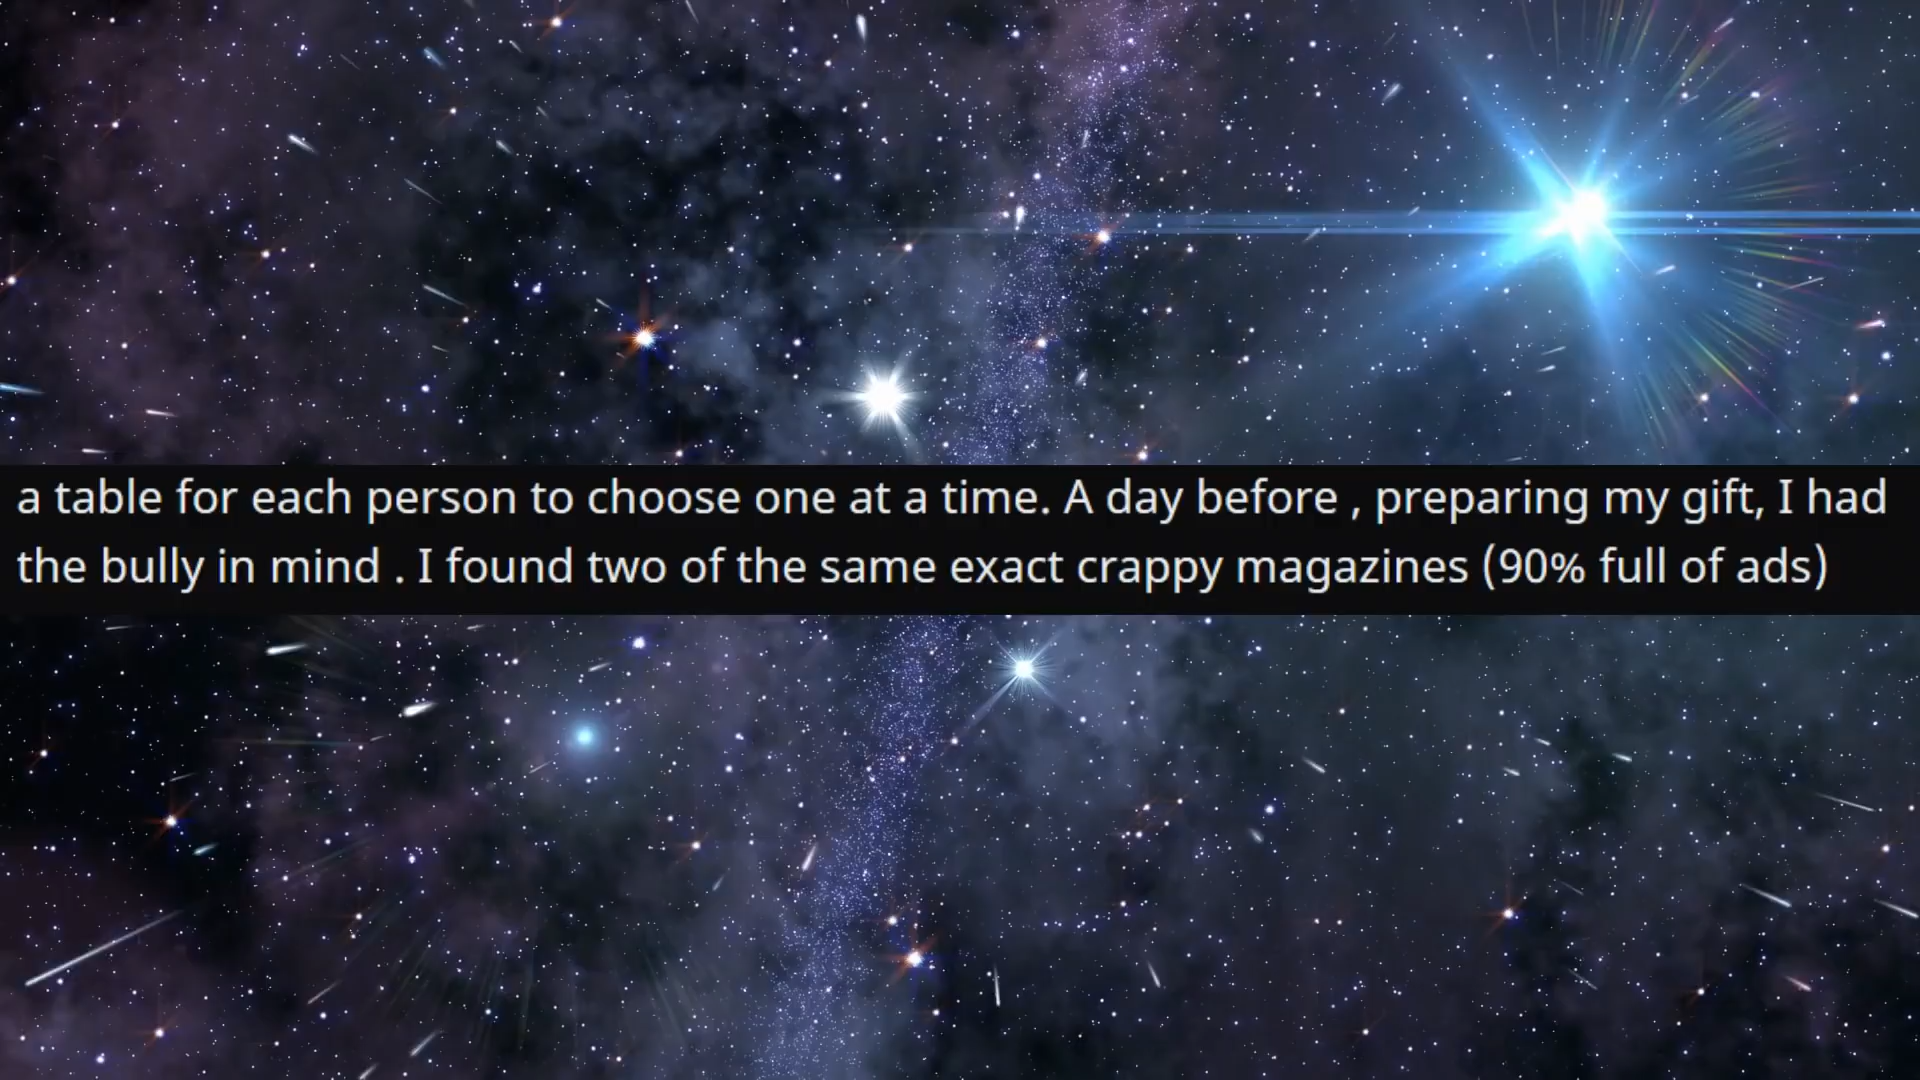 a table for each person to choose one at a time. A day before , preparing my gift, I had
the bully in mind . I found two of the same exact crappy magazines (90% full of ads)